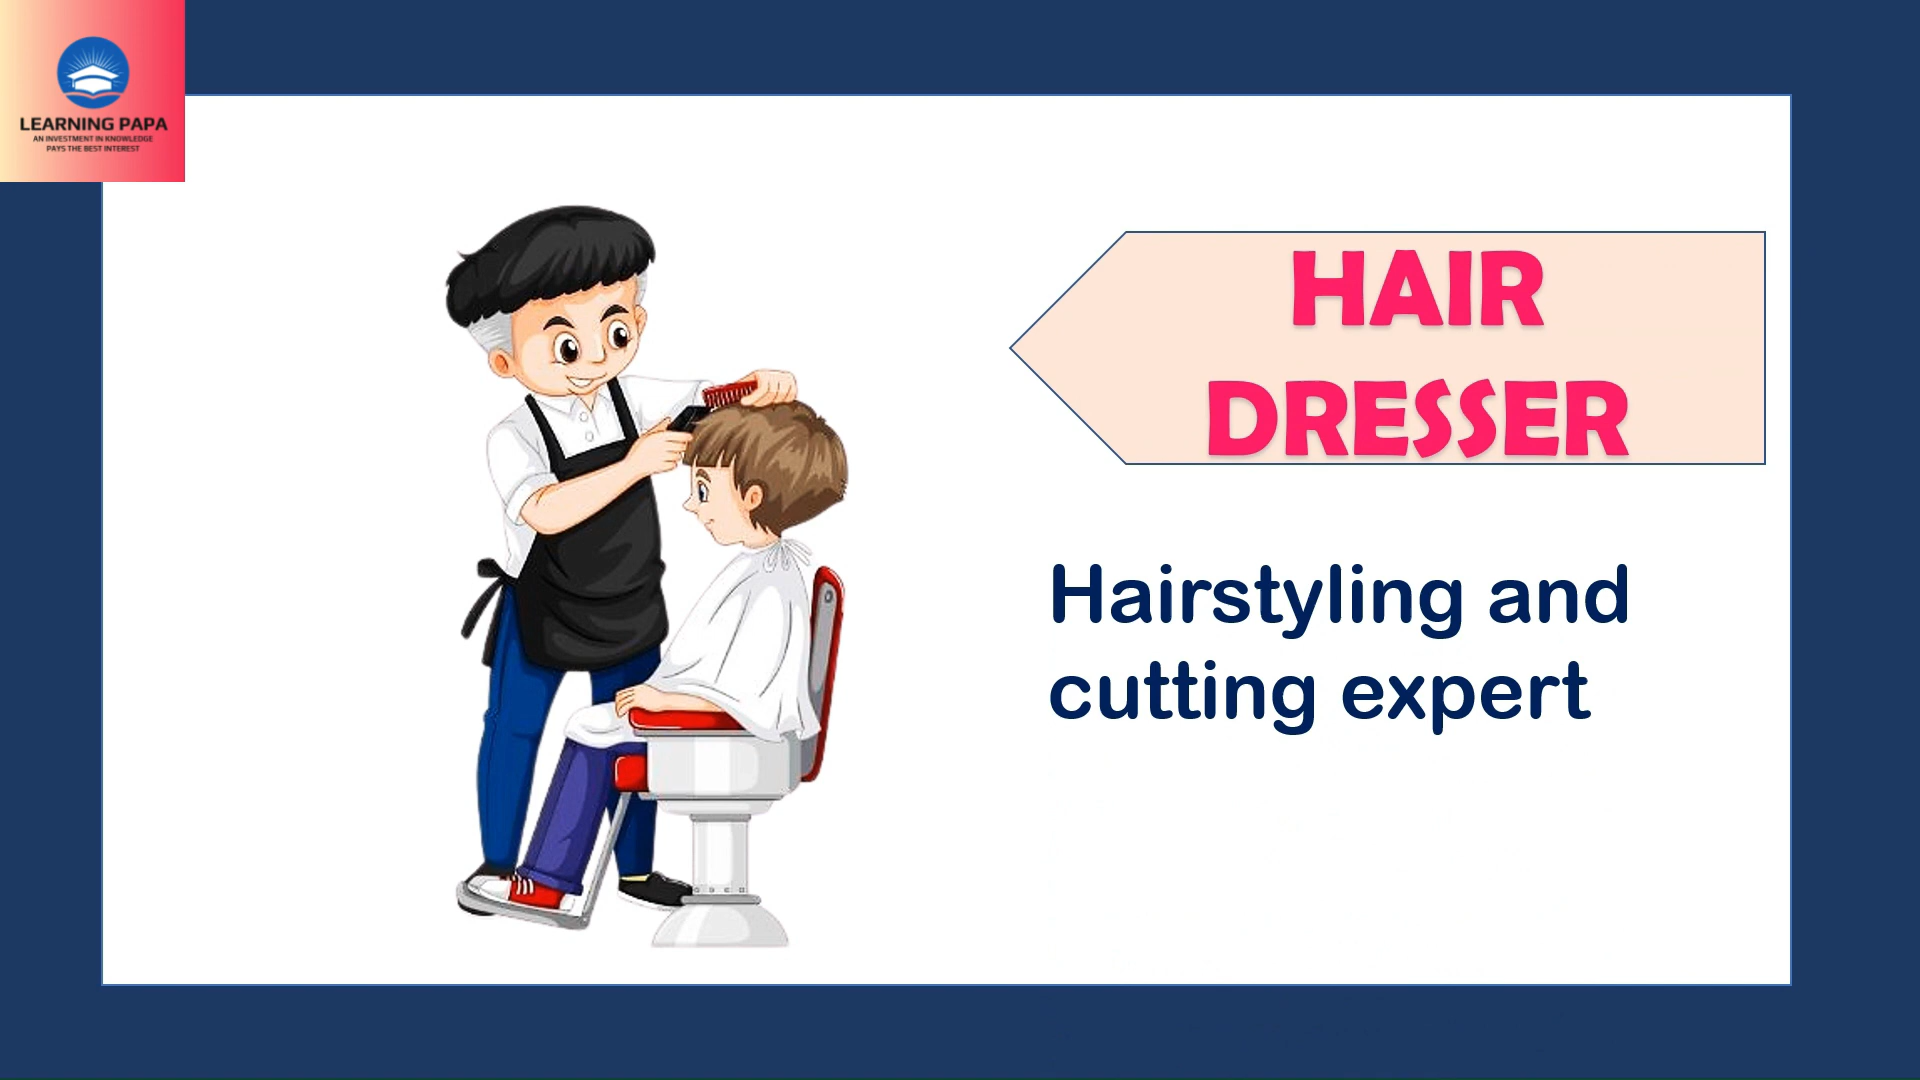 LEARNING PAPA
AN INVESTMENT IN KNOWLEDGE
PAYS THE BEST INTEREST
HAIR
DRESSER
Hairstyling and
cutting expert